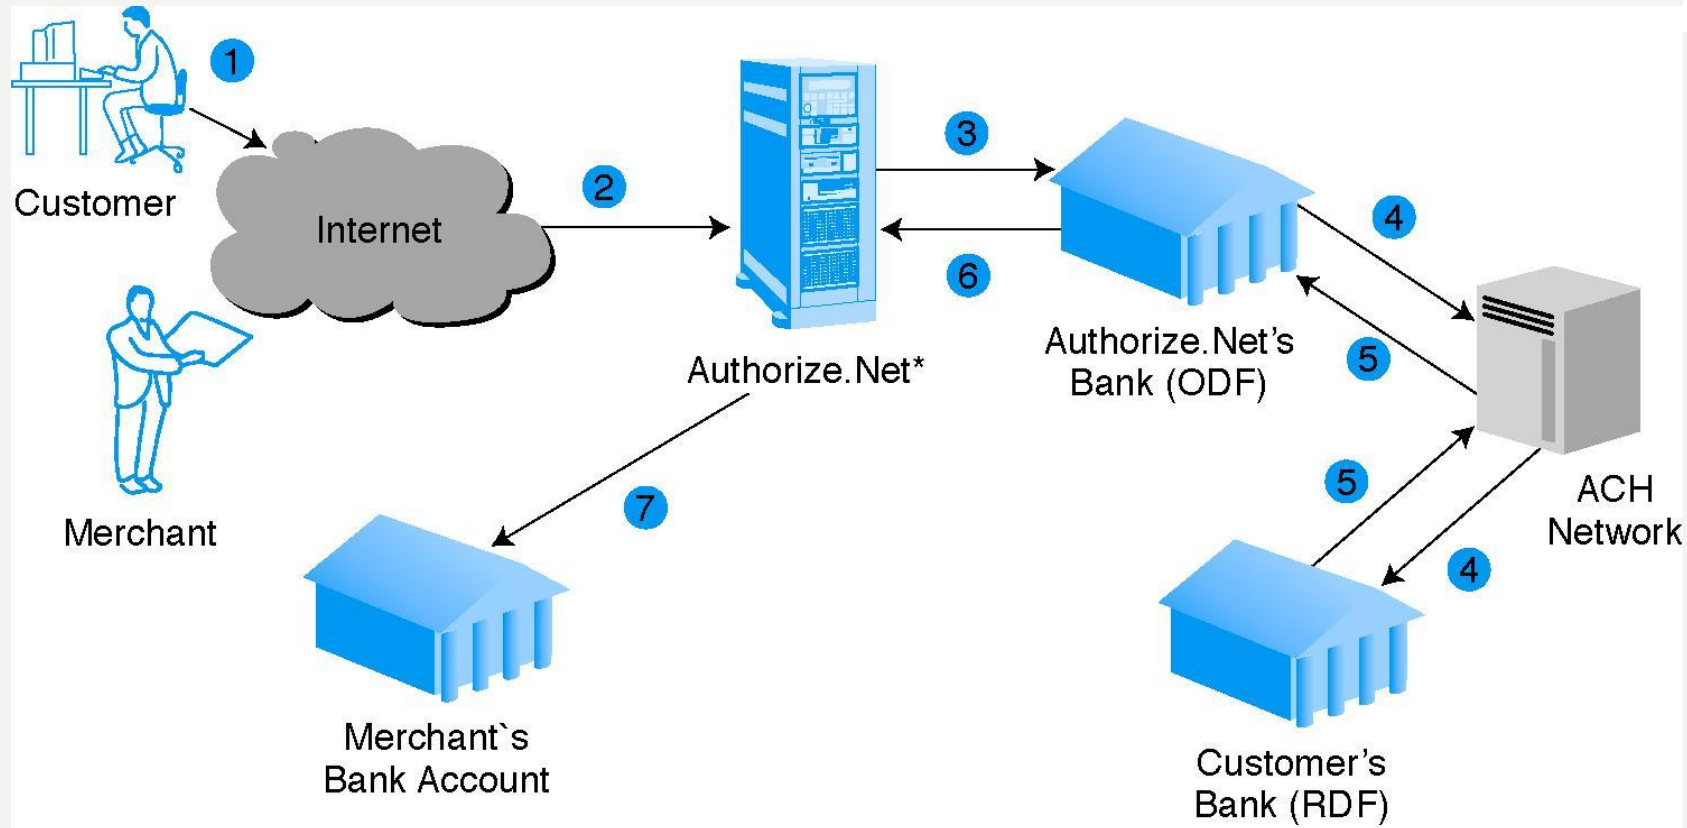 1
Customer
Internet
2
Merchant
Authorize.Net*
3
6
Authorize.Net's
Bank (ODF)
4
5
ACH
Network
5
4
Customer's
Bank (RDF)
7
Merchant`s
Bank Account